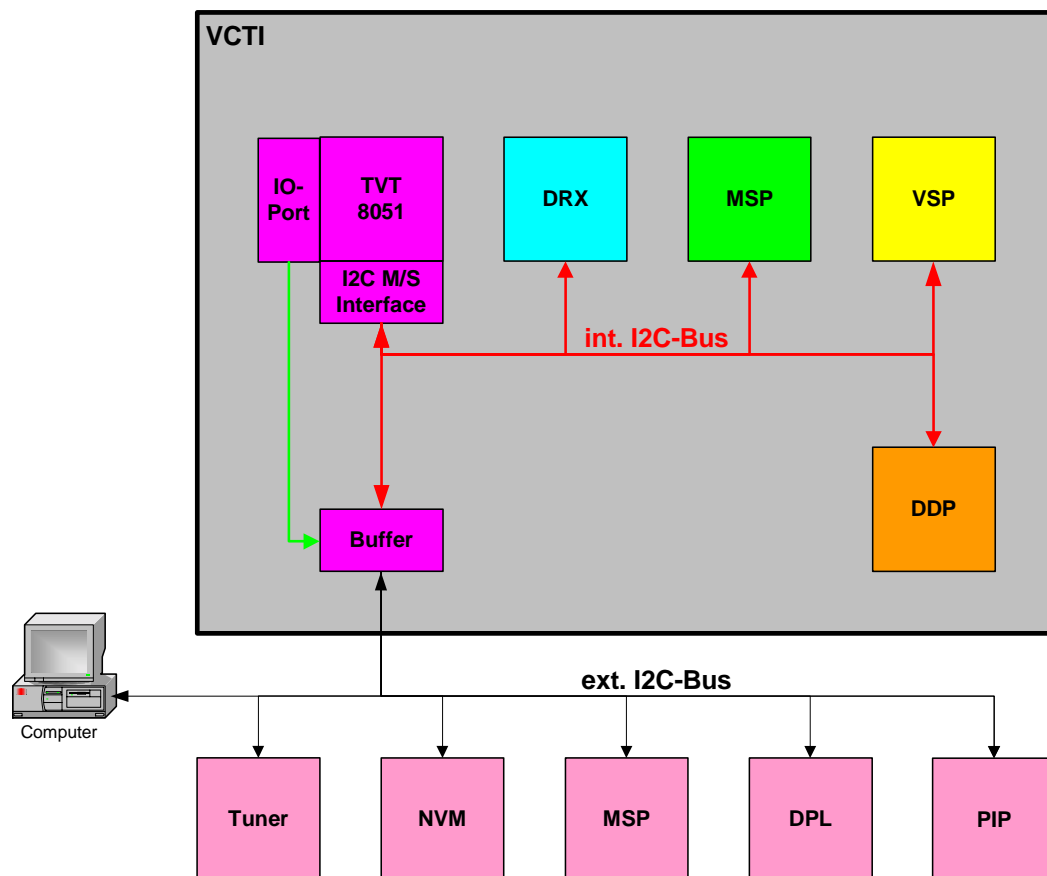 VCTI
IO-
Port
TVT
8051
I2C M/S
Interface
DRX
MSP
VSP
int. I2C-Bus
DDP
Buffer
Computer
ext. I2C-Bus
Tuner
NVM
MSP
DPL
PIP